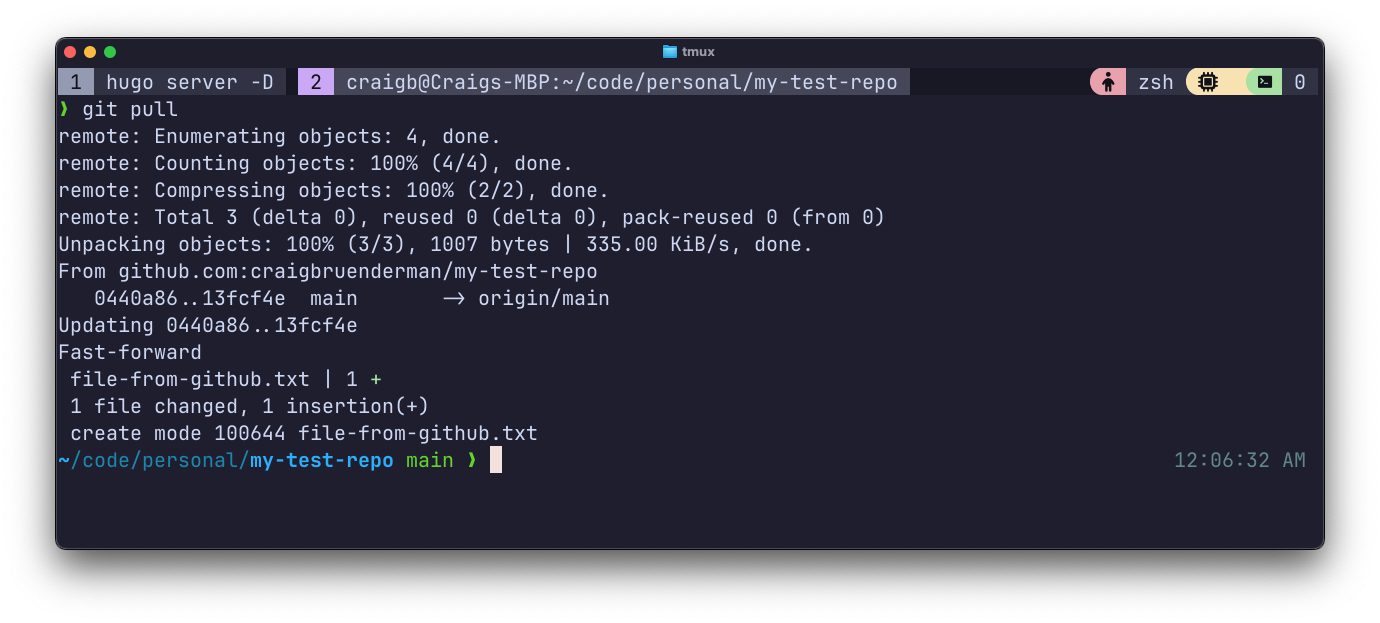 tmux
1 hugo server -D 2 craigb@Craigs-MBP:~/code/personal/my-test-repo zsh 0
❯ git pull
remote: Enumerating objects: 4, done.
remote: Counting objects: 100% (4/4), done.
remote: Compressing objects: 100% (2/2), done.
remote: Total 3 (delta 0), reused 0 (delta 0), pack-reused 0 (from 0)
Unpacking objects: 100% (3/3), 1007 bytes | 335.00 KiB/s, done.
From github.com:craigbruenderman/my-test-repo
   0440a86..13fcf4e  main       -> origin/main
Updating 0440a86..13fcf4e
Fast-forward
 file-from-github.txt | 1 +
 1 file changed, 1 insertion(+)
 create mode 100644 file-from-github.txt
~/code/personal/my-test-repo main ❯ 12:06:32 AM